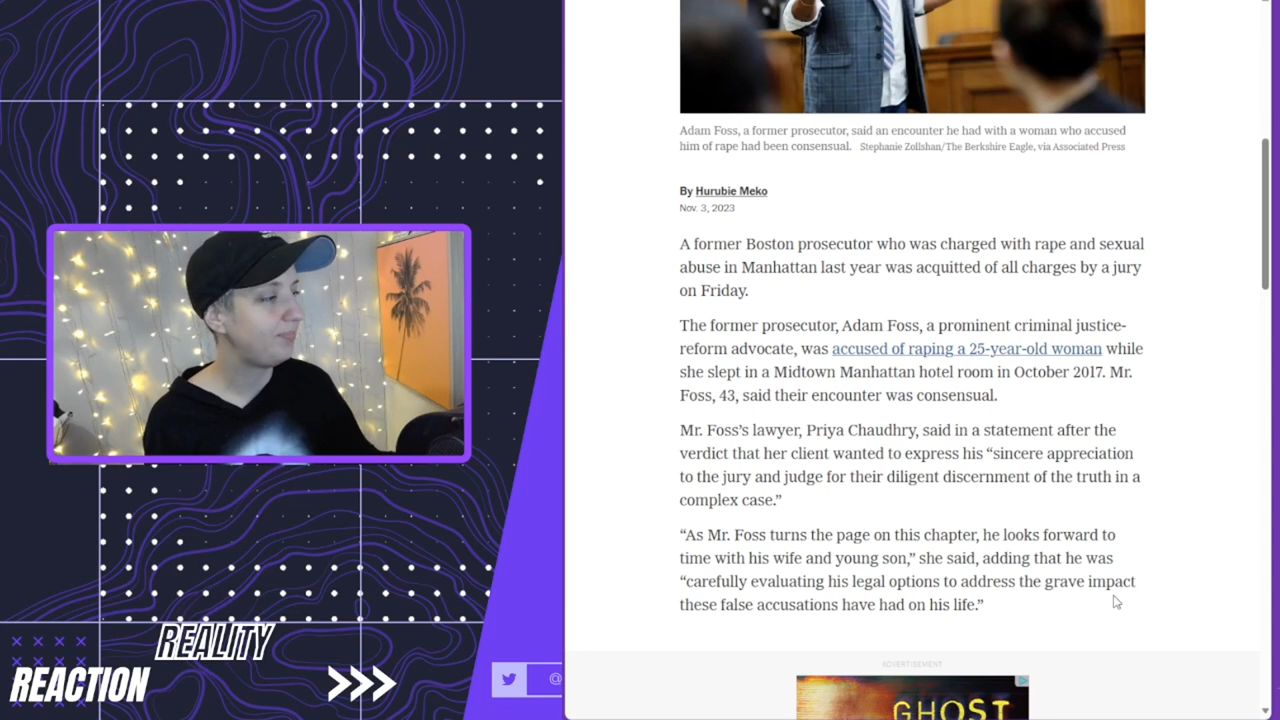 Adam Foss, a former prosecutor, said an encounter he had with a woman who accused
him of rape had been consensual. Stephanie Zollshan/The Berkshire Eagle, via Associated Press
By Hurubie Meko
Nov. 3, 2023
A former Boston prosecutor who was charged with rape and sexual
abuse in Manhattan last year was acquitted of all charges by a jury
on Friday.
The former prosecutor, Adam Foss, a prominent criminal justice-
reform advocate, was accused of raping a 25-year-old woman while
she slept in a Midtown Manhattan hotel room in October 2017. Mr.
Foss, 43, said their encounter was consensual.
Mr. Foss’s lawyer, Priya Chaudhry, said in a statement after the
verdict that her client wanted to express his “sincere appreciation
to the jury and judge for their diligent discernment of the truth in a
complex case.”
“As Mr. Foss turns the page on this chapter, he looks forward to
time with his wife and young son,” she said, adding that he was
“carefully evaluating his legal options to address the grave impact
these false accusations have had on his life.”
ADVERTISEMENT
GHOST
REALITY
REACTION
@